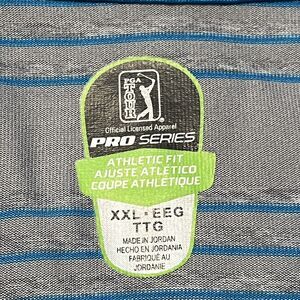 PGA
TOUR
Official Licensed Apparel
PRO SERIES
ATHLETIC FIT
AJUSTE ATLÉTICO
COUPE ATHLÉTIQUE
XXL • EEG
TTG
MADE IN JORDAN
HECHO EN JORDANIA
FABRIQUÉ AU
JORDANIE